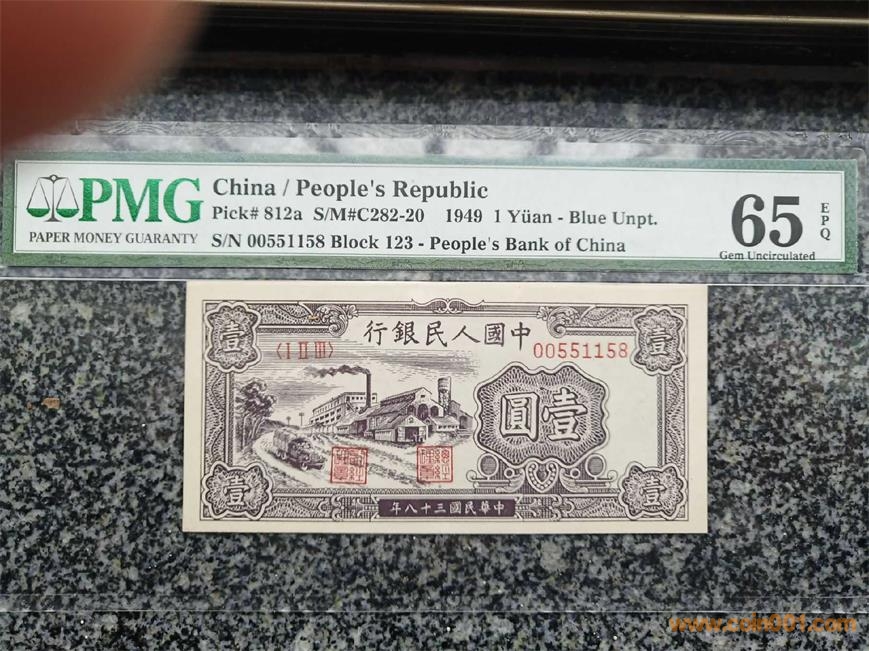 PMG
PAPER MONEY GUARANTY
China / People's Republic
Pick# 812a S/M#C282-20 1949 1 Yüan - Blue Unpt.
S/N 00551158 Block 123 - People's Bank of China
65
EPQ
Gem Uncirculated
行銀民人國中
壹
壹
〈I II III〉
00551158
圓壹
壹
壹
年八十三國民華中
www.coin001.com